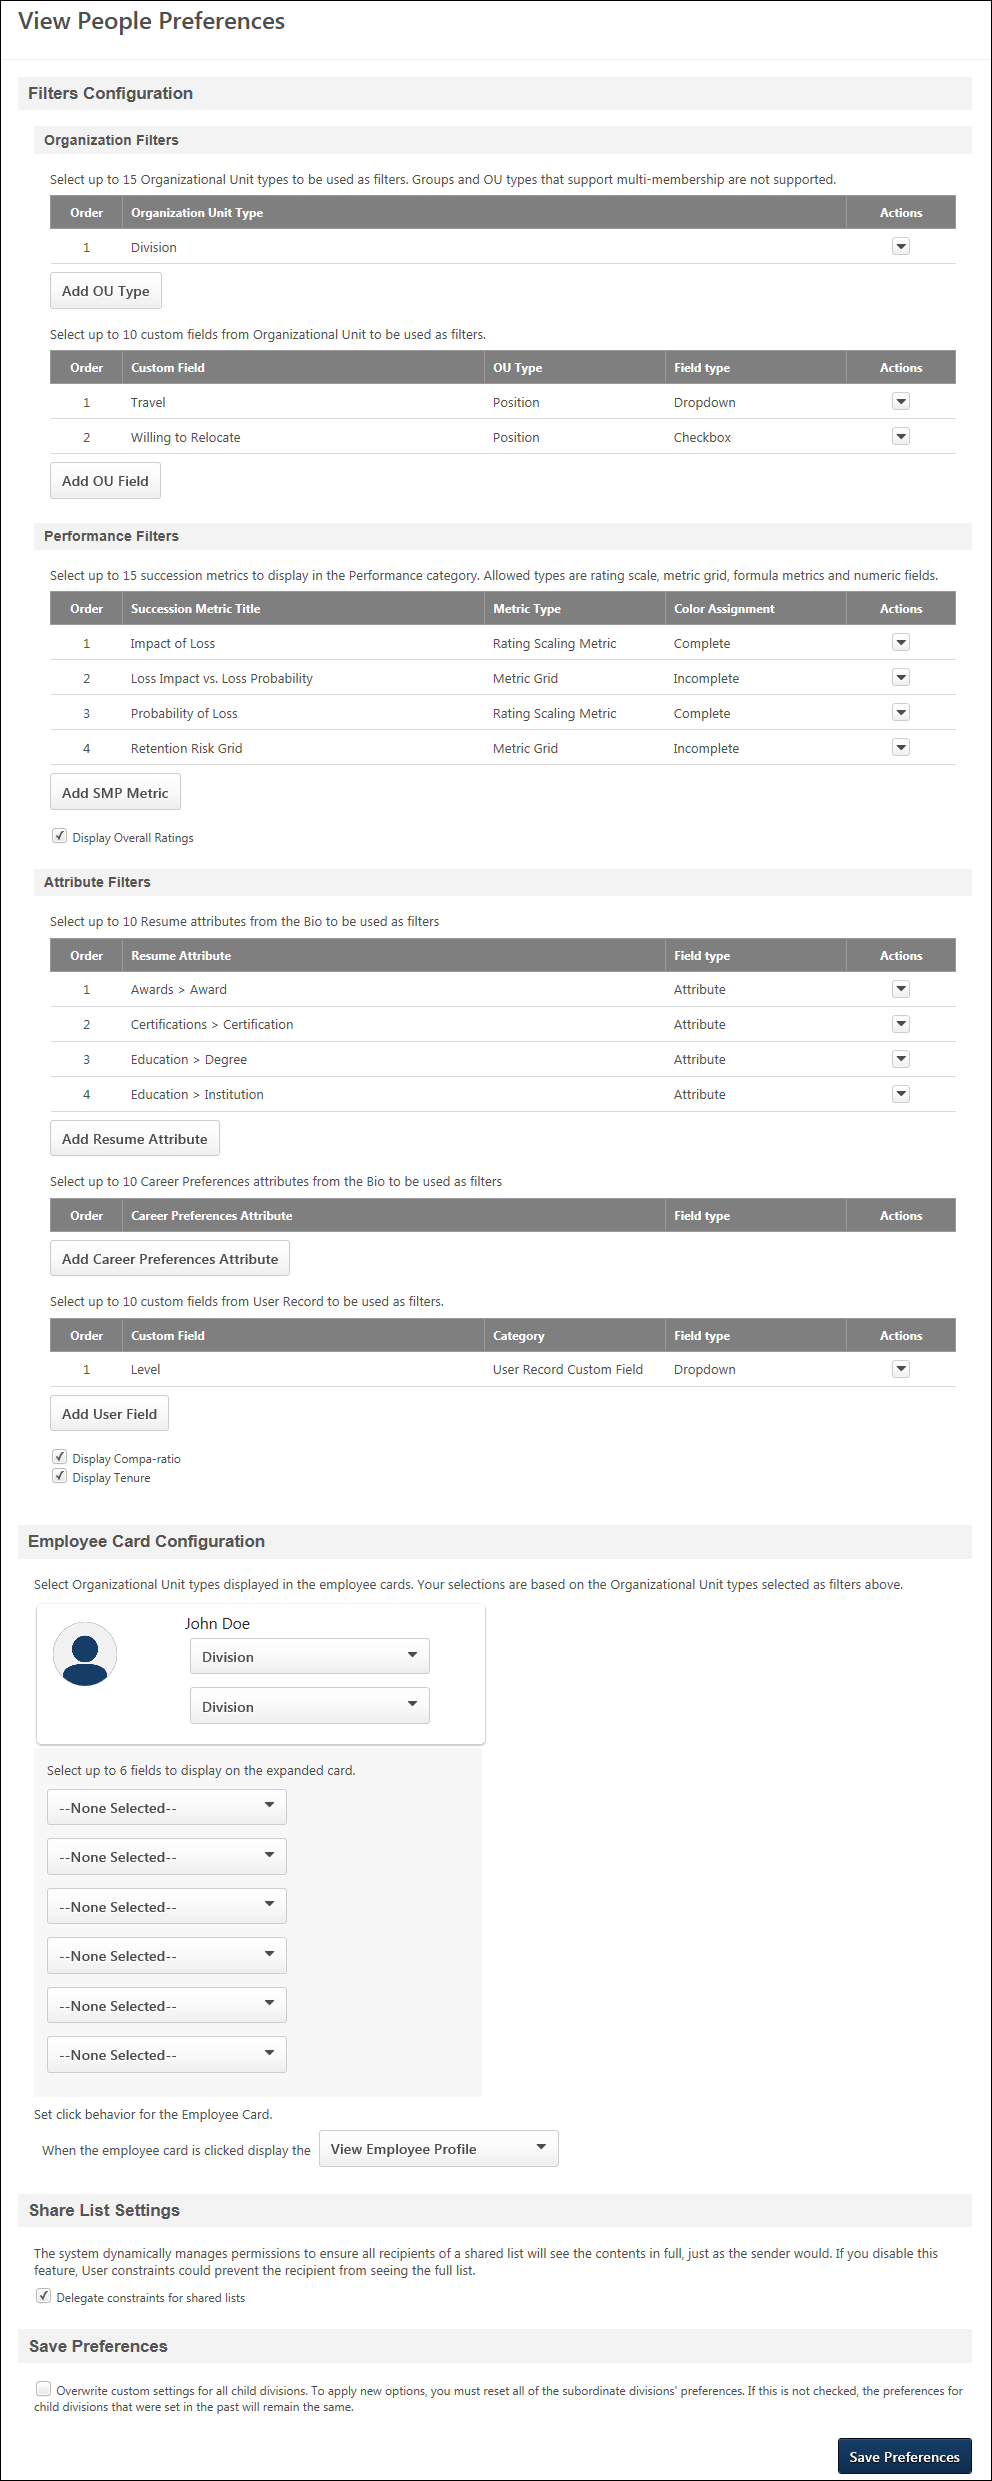 View People Preferences
Filters Configuration
Organization Filters
Select up to 15 Organizational Unit types to be used as filters. Groups and OU types that support multi-membership are not supported.
Order Organization Unit Type Actions
1 Division
Add OU Type
Select up to 10 custom fields from Organizational Unit to be used as filters.
Order Custom Field OU Type Field type Actions
1 Travel Position Dropdown
2 Willing to Relocate Position Checkbox
Add OU Field
Performance Filters
Select up to 15 succession metrics to display in the Performance category. Allowed types are rating scale, metric grid, formula metrics and numeric fields.
Order Succession Metric Title Metric Type Color Assignment Actions
1 Impact of Loss Rating Scaling Metric Complete
2 Loss Impact vs. Loss Probability Metric Grid Incomplete
3 Probability of Loss Rating Scaling Metric Complete
4 Retention Risk Grid Metric Grid Incomplete
Add SMP Metric
Display Overall Ratings
Attribute Filters
Select up to 10 Resume attributes from the Bio to be used as filters
Order Resume Attribute Field type Actions
1 Awards > Award Attribute
2 Certifications > Certification Attribute
3 Education > Degree Attribute
4 Education > Institution Attribute
Add Resume Attribute
Select up to 10 Career Preferences attributes from the Bio to be used as filters
Order Career Preferences Attribute Field type Actions
Add Career Preferences Attribute
Select up to 10 custom fields from User Record to be used as filters.
Order Custom Field Category Field type Actions
1 Level User Record Custom Field Dropdown
Add User Field
Display Compa-ratio
Display Tenure
Employee Card Configuration
Select Organizational Unit types displayed in the employee cards. Your selections are based on the Organizational Unit types selected as filters above.
John Doe
Division
Division
Select up to 6 fields to display on the expanded card.
--None Selected--
--None Selected--
--None Selected--
--None Selected--
--None Selected--
--None Selected--
Set click behavior for the Employee Card.
When the employee card is clicked display the View Employee Profile
Share List Settings
The system dynamically manages permissions to ensure all recipients of a shared list will see the contents in full, just as the sender would. If you disable this
feature, User constraints could prevent the recipient from seeing the full list.
Delegate constraints for shared lists
Save Preferences
Overwrite custom settings for all child divisions. To apply new options, you must reset all of the subordinate divisions' preferences. If this is not checked, the preferences for
child divisions that were set in the past will remain the same.
Save Preferences